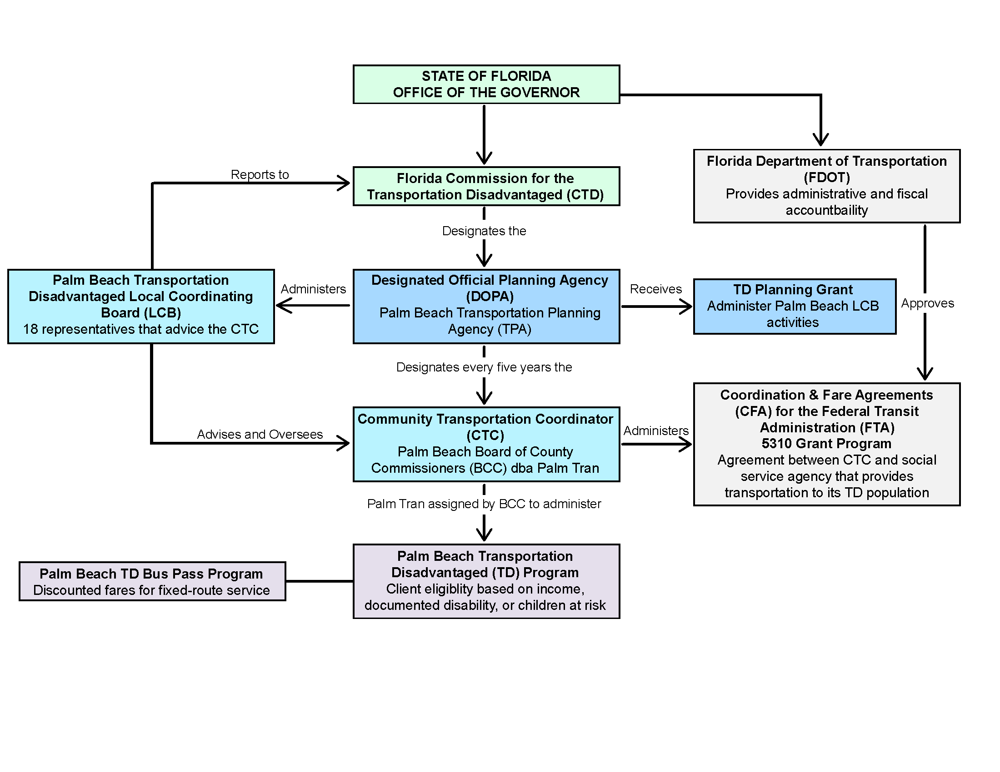 STATE OF FLORIDA
OFFICE OF THE GOVERNOR
Florida Department of Transportation
(FDOT)
Provides administrative and fiscal
accountbaility
Reports to
Florida Commission for the
Transportation Disadvantaged (CTD)
Designates the
Palm Beach Transportation
Disadvantaged Local Coordinating
Board (LCB)
18 representatives that advice the CTC
Administers
Designated Official Planning Agency
(DOPA)
Palm Beach Transportation Planning
Agency (TPA)
Receives
TD Planning Grant
Administer Palm Beach LCB
activities
Approves
Designates every five years the
Advises and Oversees
Community Transportation Coordinator
(CTC)
Palm Beach Board of County
Commissioners (BCC) dba Palm Tran
Administers
Coordination & Fare Agreements
(CFA) for the Federal Transit
Administration (FTA)
5310 Grant Program
Agreement between CTC and social
service agency that provides
transportation to its TD population
Palm Tran assigned by BCC to administer
Palm Beach TD Bus Pass Program
Discounted fares for fixed-route service
Palm Beach Transportation
Disadvantaged (TD) Program
Client eligiblity based on income,
documented disability, or children at risk